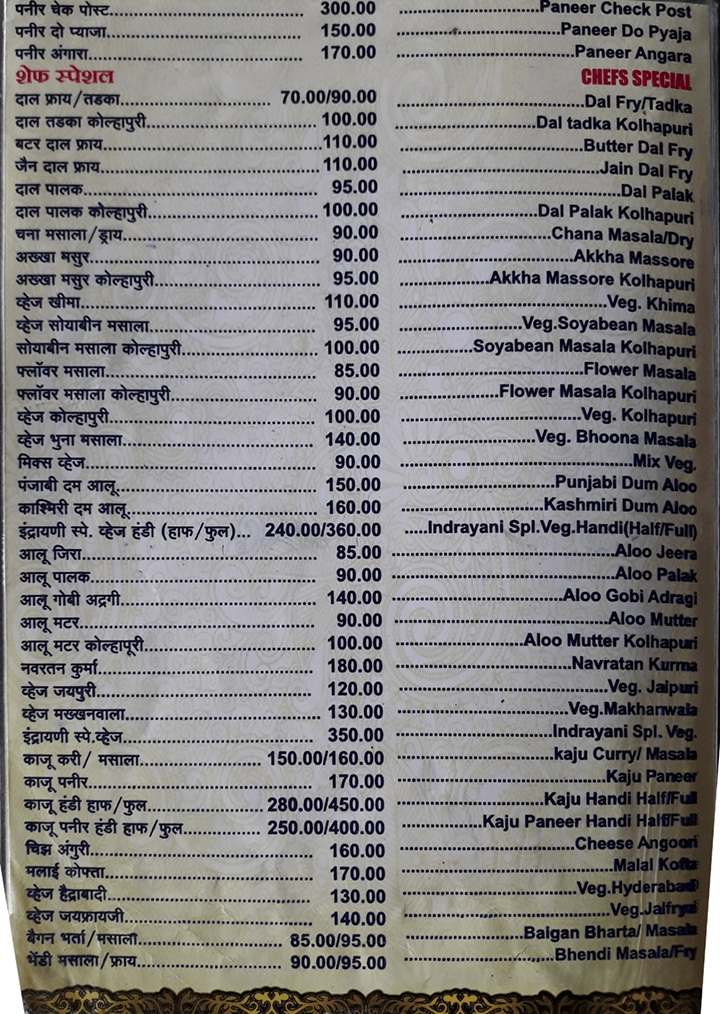 पनीर चेक पोस्ट 300.00 Paneer Check Post
पनीर दो प्याजा 150.00 Paneer Do Pyaja
पनीर अंगारा 170.00 Paneer Angara
शेफ स्पेशल CHEFS SPECIAL
दाल फ्राय/तडका 70.00/90.00 Dal Fry/Tadka
दाल तडका कोल्हापुरी 100.00 Dal tadka Kolhapuri
बटर दाल फ्राय 110.00 Butter Dal Fry
जैन दाल फ्राय 110.00 Jain Dal Fry
दाल पालक 95.00 Dal Palak
दाल पालक कोल्हापुरी 100.00 Dal Palak Kolhapuri
चना मसाला/ड्राय 90.00 Chana Masala/Dry
अख्खा मसुर 90.00 Akkha Massore
अख्खा मसुर कोल्हापुरी 95.00 Akkha Massore Kolhapuri
व्हेज खीमा 110.00 Veg. Khima
व्हेज सोयाबीन मसाला 95.00 Veg.Soyabean Masala
सोयाबीन मसाला कोल्हापुरी 100.00 Soyabean Masala Kolhapuri
फ्लॉवर मसाला 85.00 Flower Masala
फ्लॉवर मसाला कोल्हापुरी 90.00 Flower Masala Kolhapuri
व्हेज कोल्हापुरी 100.00 Veg. Kolhapuri
व्हेज भुना मसाला 140.00 Veg. Bhoona Masala
मिक्स व्हेज 90.00 Mix Veg.
पंजाबी दम आलू 150.00 Punjabi Dum Aloo
काश्मिरी दम आलू 160.00 Kashmiri Dum Aloo
इंद्रायणी स्पे. व्हेज हंडी (हाफ/फुल)... 240.00/360.00 Indrayani Spl.Veg.Handi(Half/Full)
आलू जिरा 85.00 Aloo Jeera
आलू पालक 90.00 Aloo Palak
आलू गोबी अद्रगी 140.00 Aloo Gobi Adragi
आलू मटर 90.00 Aloo Mutter
आलू मटर कोल्हापूरी 100.00 Aloo Mutter Kolhapuri
नवरतन कुर्मा 180.00 Navratan Kurma
व्हेज जयपुरी 120.00 Veg. Jaipuri
व्हेज मख्खनवाला 130.00 Veg.Makhanwala
इंद्रायणी स्पे.व्हेज 350.00 Indrayani Spl. Veg.
काजू करी/ मसाला 150.00/160.00 kaju Curry/ Masala
काजू पनीर 170.00 Kaju Paneer
काजू हंडी हाफ/फुल 280.00/450.00 Kaju Handi Half/Full
काजू पनीर हंडी हाफ/फुल 250.00/400.00 Kaju Paneer Handi Half/Full
चिझ अंगुरी 160.00 Cheese Angoori
मलाई कोफ्ता 170.00 Malai Kofta
व्हेज हैद्राबादी 130.00 Veg.Hyderabadi
व्हेज जयफ्रायजी 140.00 Veg.Jalfryzi
बैगन भर्ता/मसाला 85.00/95.00 Balgan Bharta/ Masala
भेंडी मसाला/फ्राय 90.00/95.00 Bhendi Masala/Fry